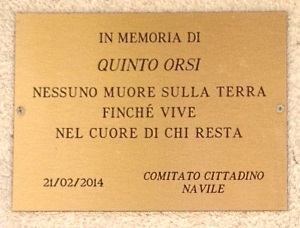 IN MEMORIA DI
QUINTO ORSI
NESSUNO MUORE SULLA TERRA
FINCHÉ VIVE
NEL CUORE DI CHI RESTA
21/02/2014 COMITATO CITTADINO
NAVILE